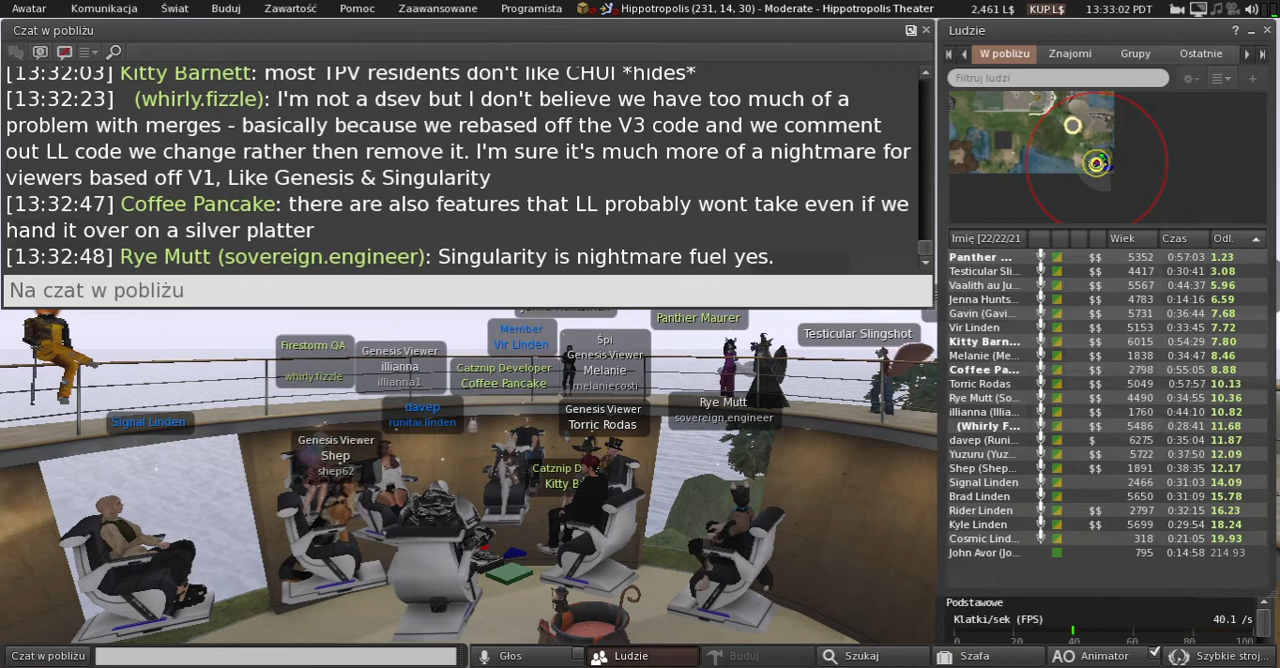 Awatar Komunikacja Świat Buduj Zawartość Pomoc Zaawansowane Programista Hippotropolis (231, 14, 30) - Moderate - Hippotropolis Theater 2,461 L$ KUP L$ 13:33:02 PDT
Czat w pobliżu
[13:32:03] Kitty Barnett: most TPV residents don't like CHUI *hides*
[13:32:23] (whirly.fizzle): I'm not a dsev but I don't believe we have too much of a
problem with merges - basically because we rebased off the V3 code and we comment
out LL code we change rather then remove it. I'm sure it's much more of a nightmare for
viewers based off V1, Like Genesis & Singularity
[13:32:47] Coffee Pancake: there are also features that LL probably wont take even if we
hand it over on a silver platter
[13:32:48] Rye Mutt (sovereign.engineer): Singularity is nightmare fuel yes.
Na czat w pobliżu
Panther Maurer
Testicular Slingshot
Member
Vir Linden
Firestorm QA
whirly.fizzle
Genesis Viewer
illianna
illianna1
Catznip Developer
Coffee Pancake
Śpi
Genesis Viewer
Melanie
melaniecosti
Signal Linden
davep
runitai.linden
Genesis Viewer
Torric Rodas
Rye Mutt
sovereign.engineer
Genesis Viewer
Shep
shep62
Catznip D
Kitty B
Ludzie
? _ ×
W pobliżu Znajomi Grupy Ostatnie
Filtruj ludzi
Imię [22/22/21 Wiek Czas Odl.
Panther ... 5352 0:57:03 1.23
Testicular Sli... $$ 4417 0:30:41 3.08
Vaalith au Ju... $$ 5567 0:44:37 5.96
Jenna Hunts... $$ 4783 0:14:16 6.59
Gavin (Gavi... $$ 5731 0:36:44 7.68
Vir Linden $$ 5153 0:33:45 7.72
Kitty Barn... $$ 6015 0:54:29 7.80
Melanie (Me... $$ 1838 0:34:47 8.46
Coffee Pa... $$ 2798 0:55:05 8.88
Torric Rodas $$ 5049 0:57:57 10.13
Rye Mutt (So... $$ 4490 0:34:55 10.36
illianna (Illia... 1760 0:44:10 10.82
(Whirly F... $$ 5486 0:28:41 11.68
davep (Runi... $ 6275 0:35:04 11.87
Yuzuru (Yuz... $$ 5722 0:37:50 12.09
Shep (Shep... $$ 1891 0:38:35 12.17
Signal Linden 2466 0:31:03 14.09
Brad Linden 5650 0:31:09 15.78
Rider Linden $$ 2797 0:32:15 16.23
Kyle Linden $$ 5699 0:29:54 18.24
Cosmic Lind... 318 0:21:05 19.93
John Avor (Jo... 795 0:14:58 214.93
Podstawowe
Klatki/sek (FPS) 40.1 /s
0 20 40 60 80 100
Czat w pobliżu Głos Ludzie Buduj Szukaj Szafa AO Animator Szybkie stroj...